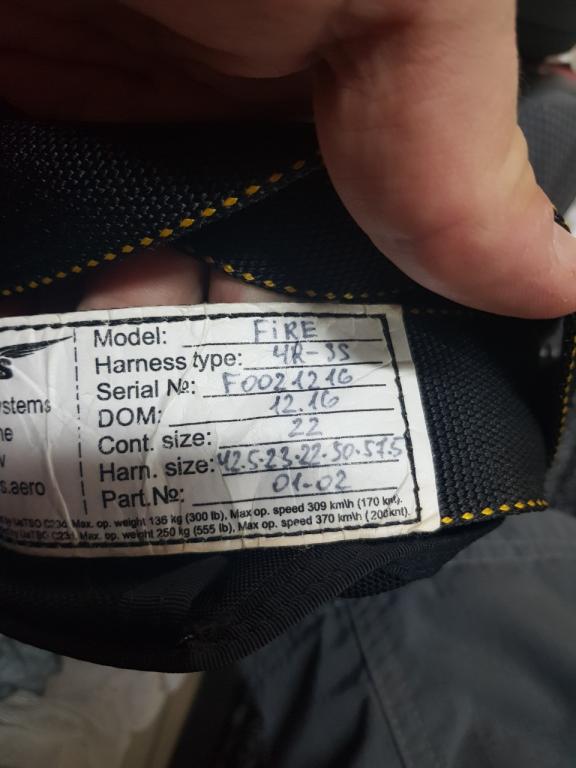 Model: FiRE
Harness type: 4R-3S
Serial №: F0021216
DOM: 12.16
Cont. size: 22
ystems
Harn. size: 42.5-23-22-50-57.5
s.aero
Part.№: 01-02
C23d, Max. op. weight 136 kg (300 lb), Max op. speed 309 km\h (170 knt).
Max. op. weight 250 kg (555 lb), Max op. speed 370 km\h (200knt).